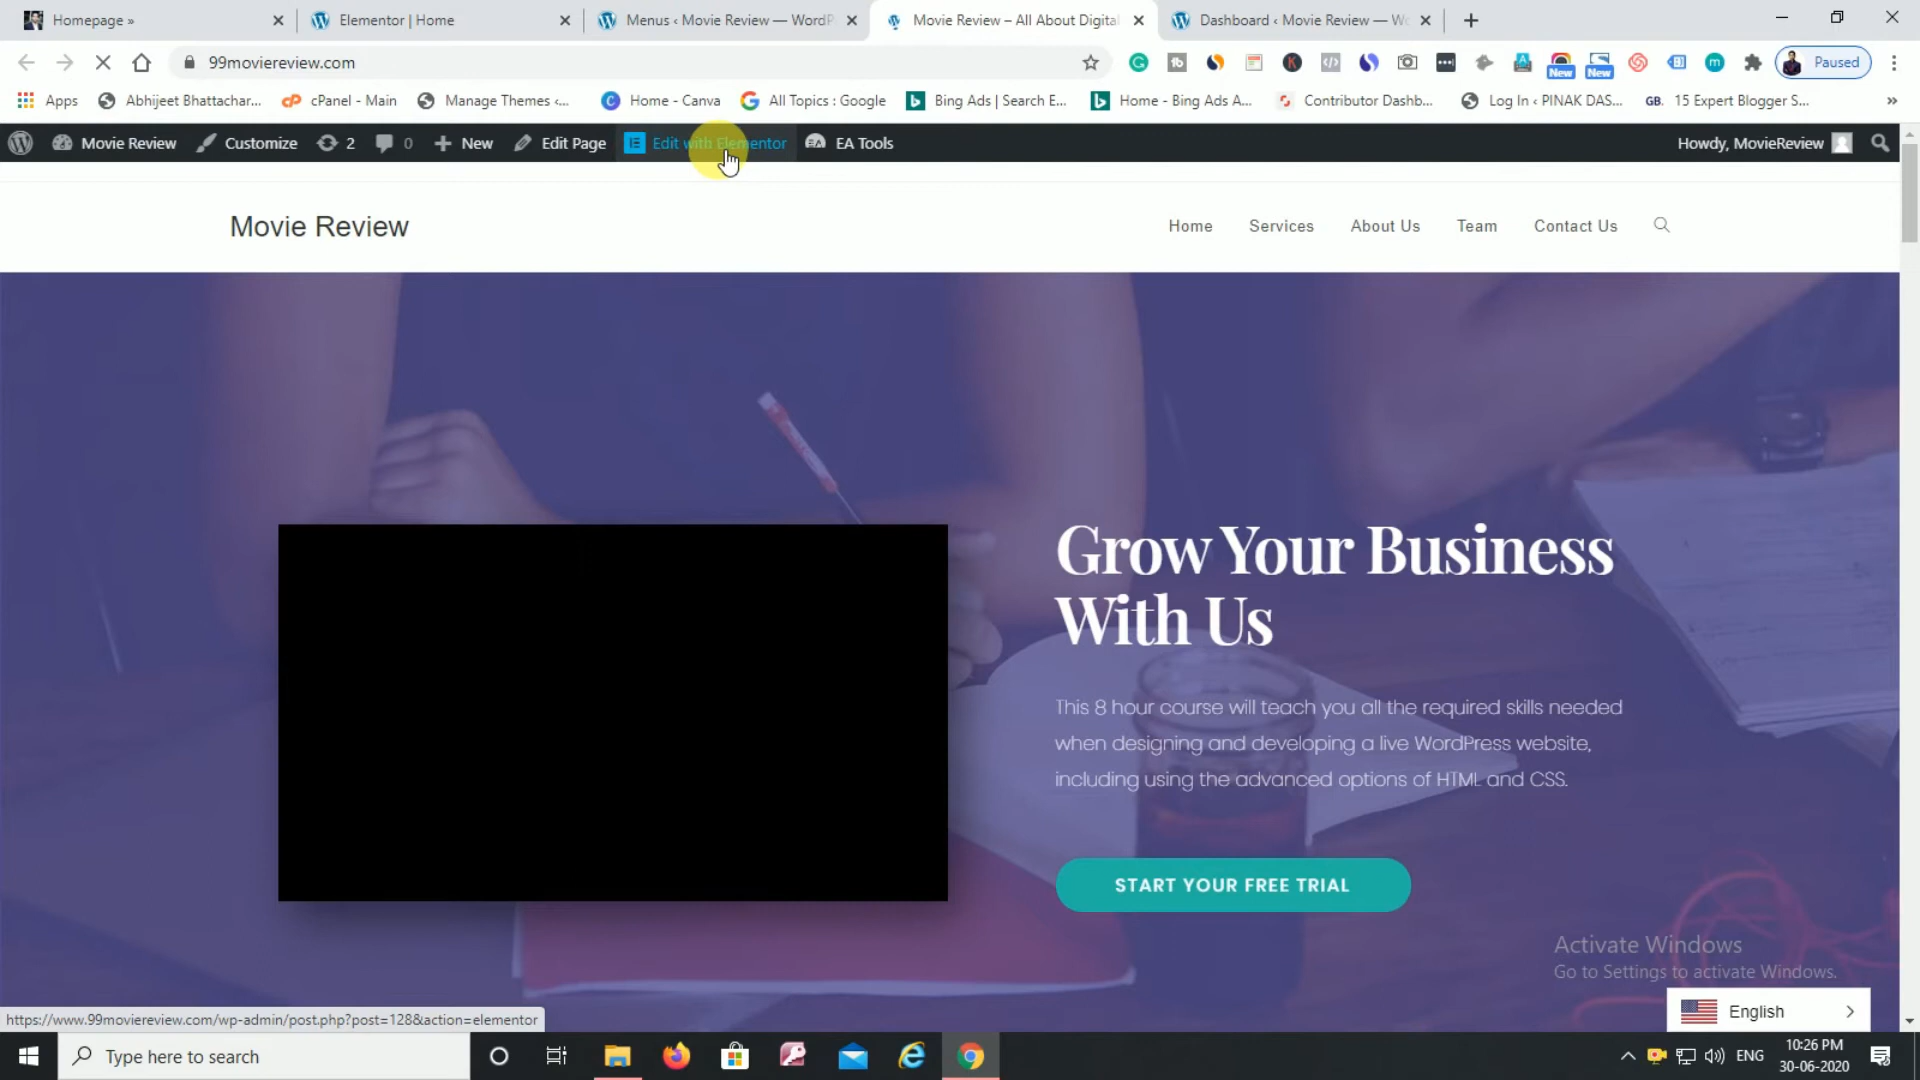 Homepage »
Elementor | Home
Menus ‹ Movie Review — WordP
Movie Review – All About Digital
Dashboard ‹ Movie Review — Wo
99moviereview.com
New
New
Paused
Apps
Abhijeet Bhattachar...
cPanel - Main
Manage Themes ‹...
Home - Canva
All Topics : Google
Bing Ads | Search E...
Home - Bing Ads A...
Contributor Dashb...
Log In ‹ PINAK DAS...
GB. 15 Expert Blogger S...
»
Movie Review
Customize
2
0
New
Edit Page
Edit with Elementor
EA Tools
Howdy, MovieReview
Movie Review
Home
Services
About Us
Team
Contact Us
Grow Your Business
With Us
This 8 hour course will teach you all the required skills needed
when designing and developing a live WordPress website,
including using the advanced options of HTML and CSS.
START YOUR FREE TRIAL
Activate Windows
Go to Settings to activate Windows.
English
https://www.99moviereview.com/wp-admin/post.php?post=128&action=elementor
Type here to search
ENG
10:26 PM
30-06-2020